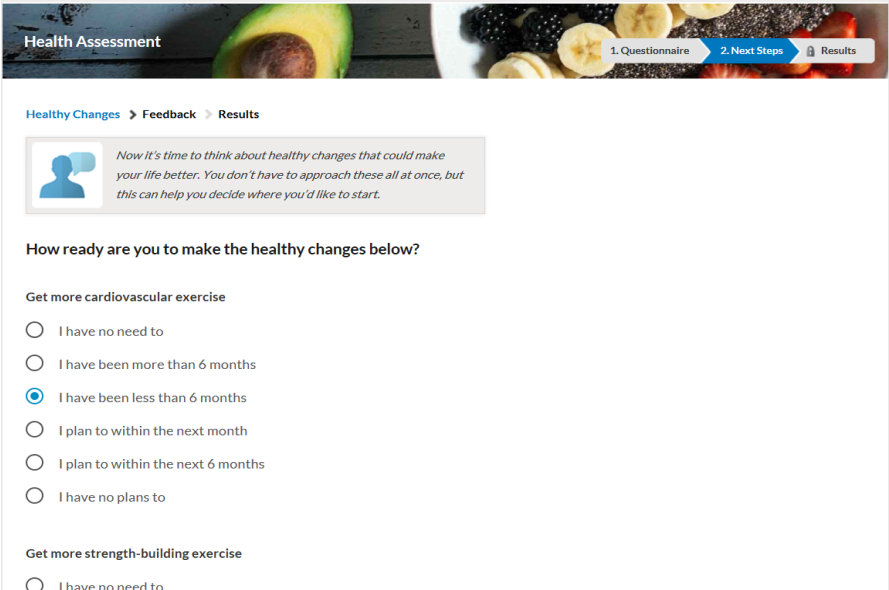 Health Assessment
1. Questionnaire 2. Next Steps Results
Healthy Changes Feedback Results
Now it's time to think about healthy changes that could make
your life better. You don't have to approach these all at once, but
this can help you decide where you'd like to start.
How ready are you to make the healthy changes below?
Get more cardiovascular exercise
I have no need to
I have been more than 6 months
I have been less than 6 months
I plan to within the next month
I plan to within the next 6 months
I have no plans to
Get more strength-building exercise
I have no need to